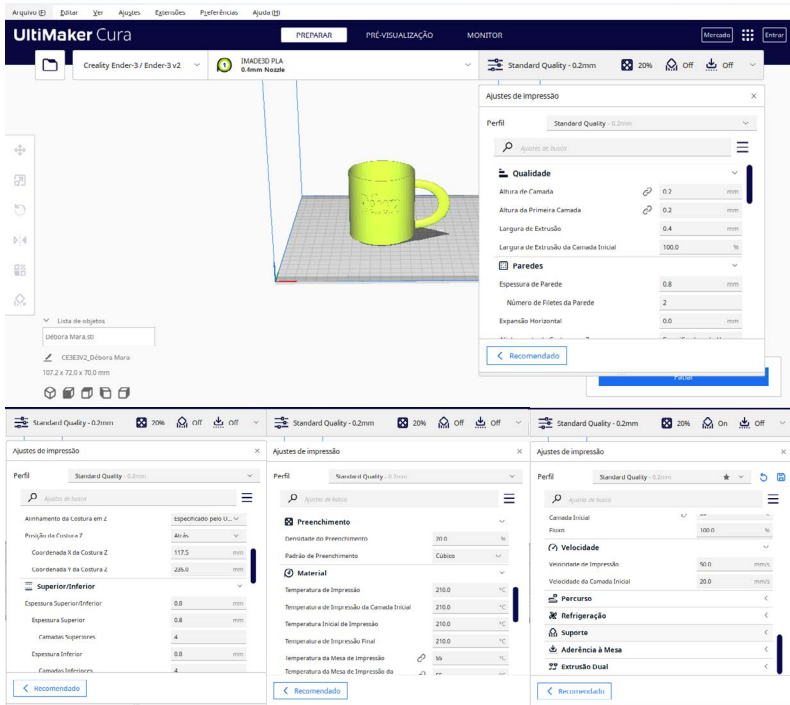 Arquivo (F) Editar Ver Ajustes Extensões Preferências Ajuda (H)
UltiMaker Cura
PREPARAR PRÉ-VISUALIZAÇÃO MONITOR
Mercado Entrar
Creality Ender-3 / Ender-3 v2
1 IMADE3D PLA
0.4mm Nozzle
Standard Quality - 0.2mm 20% Off Off
Ajustes de impressão
Perfil Standard Quality - 0.2mm
Ajustes de busca
Qualidade
Altura de Camada 0.2 mm
Altura da Primeira Camada 0.2 mm
Largura de Extrusão 0.4 mm
Largura de Extrusão da Camada Inicial 100.0 %
Paredes
Espessura de Parede 0.8 mm
Número de Filetes da Parede 2
Expansão Horizontal 0.0 mm
Recomendado
Fatiar
Débora
Lista de objetos
Débora Mara.stl
CE3E3V2_Débora Mara
107.2 x 72.0 x 70.0 mm
Standard Quality - 0.2mm 20% Off Off
Ajustes de impressão
Perfil Standard Quality - 0.2mm
Ajustes de busca
Alinhamento da Costura em Z Especificado pelo U...
Posição da Costura Z Atrás
Coordenada X da Costura Z 117.5 mm
Coordenada Y da Costura Z 235.0 mm
Superior/Inferior
Espessura Superior/Inferior 0.8 mm
Espessura Superior 0.8 mm
Camadas Superiores 4
Espessura Inferior 0.8 mm
Camadas Inferiores 4
Recomendado
Standard Quality - 0.2mm 20% Off Off
Ajustes de impressão
Perfil Standard Quality - 0.2mm
Ajustes de busca
Preenchimento
Densidade do Preenchimento 20.0 %
Padrão de Preenchimento Cúbico
Material
Temperatura de Impressão 210.0 °C
Temperatura de Impressão da Camada Inicial 210.0 °C
Temperatura Inicial de Impressão 210.0 °C
Temperatura de Impressão Final 210.0 °C
Temperatura da Mesa de Impressão 55 °C
Temperatura da Mesa de Impressão da
Recomendado
Standard Quality - 0.2mm 20% On Off
Ajustes de impressão
Perfil Standard Quality - 0.2mm
Ajustes de busca
Camada Inicial
Fluxo 100.0 %
Velocidade
Velocidade de Impressão 50.0 mm/s
Velocidade da Camada Inicial 20.0 mm/s
Percurso
Refrigeração
Suporte
Aderência à Mesa
Extrusão Dual
Recomendado